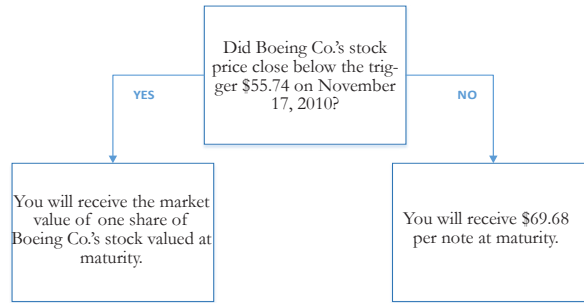 Did Boeing Co.'s stock
price close below the trig-
ger $55.74 on November
17, 2010?
YES
NO
You will receive the market
value of one share of
Boeing Co.'s stock valued at
maturity.
You will receive $69.68
per note at maturity.